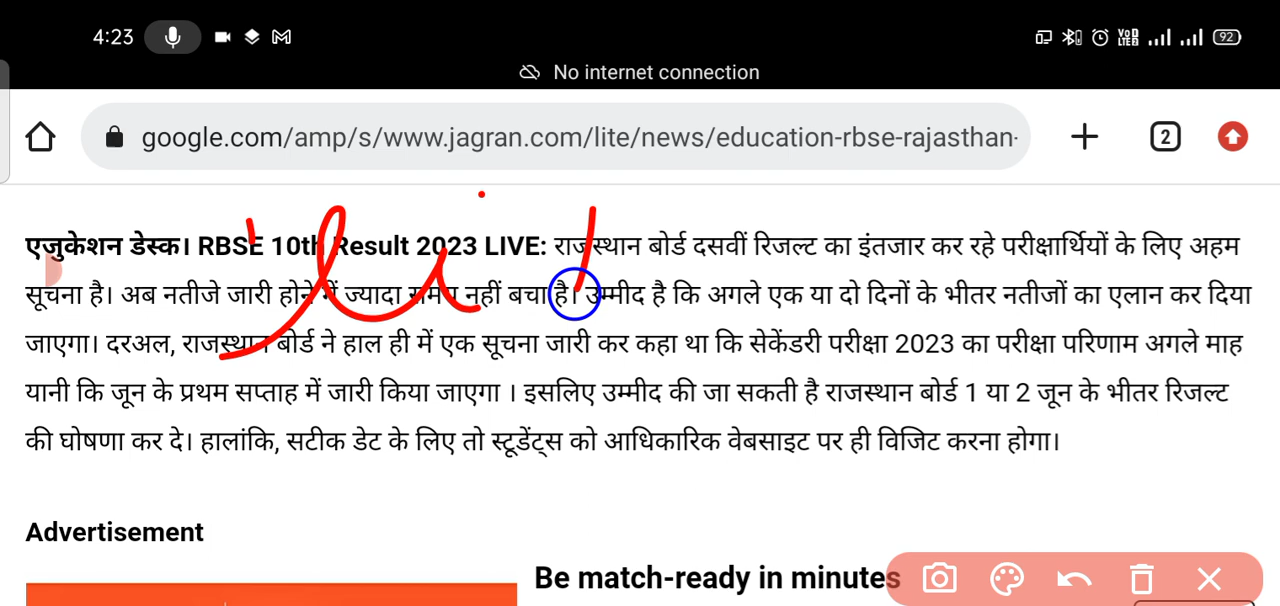 4:23
VoD LTEB 92
No internet connection
google.com/amp/s/www.jagran.com/lite/news/education-rbse-rajasthan-
2
एजुकेशन डेस्क। RBSE 10th Result 2023 LIVE: राजस्थान बोर्ड दसवीं रिजल्ट का इंतजार कर रहे परीक्षार्थियों के लिए अहम
सूचना है। अब नतीजे जारी होने में ज्यादा समय नहीं बचा है। उम्मीद है कि अगले एक या दो दिनों के भीतर नतीजों का एलान कर दिया
जाएगा। दरअल, राजस्थान बोर्ड ने हाल ही में एक सूचना जारी कर कहा था कि सेकेंडरी परीक्षा 2023 का परीक्षा परिणाम अगले माह
यानी कि जून के प्रथम सप्ताह में जारी किया जाएगा । इसलिए उम्मीद की जा सकती है राजस्थान बोर्ड 1 या 2 जून के भीतर रिजल्ट
की घोषणा कर दे। हालांकि, सटीक डेट के लिए तो स्टूडेंट्स को आधिकारिक वेबसाइट पर ही विजिट करना होगा।
Advertisement
Be match-ready in minutes